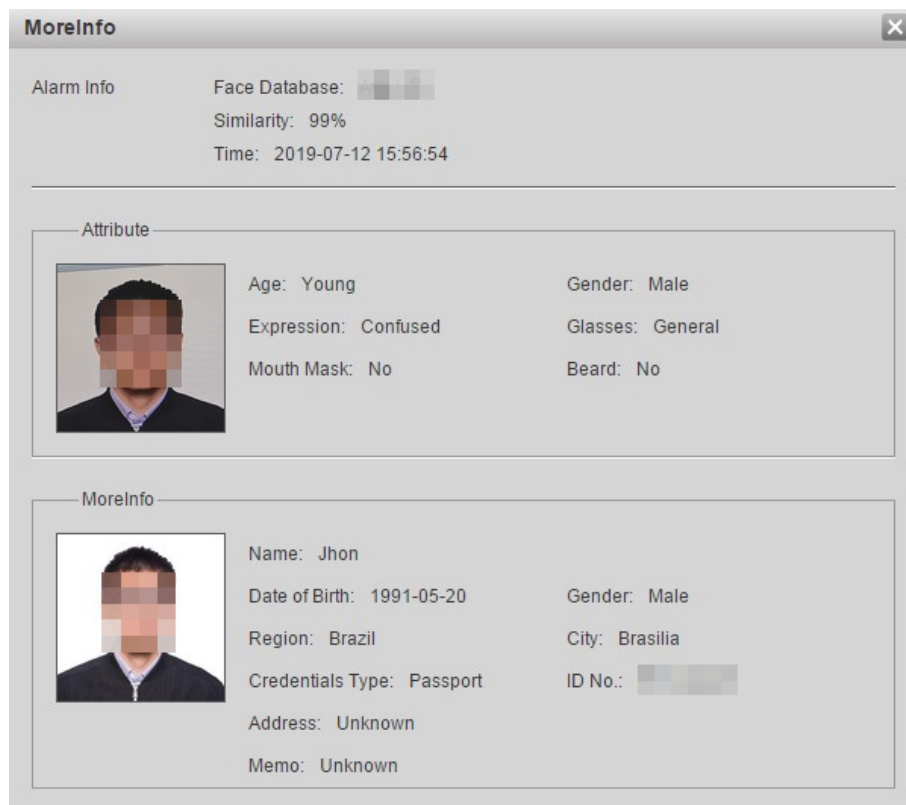 MoreInfo
Alarm Info
Face Database:
Similarity: 99%
Time: 2019-07-12 15:56:54
Attribute
Age: Young Gender: Male
Expression: Confused Glasses: General
Mouth Mask: No Beard: No
MoreInfo
Name: Jhon
Date of Birth: 1991-05-20 Gender: Male
Region: Brazil City: Brasilia
Credentials Type: Passport ID No.:
Address: Unknown
Memo: Unknown